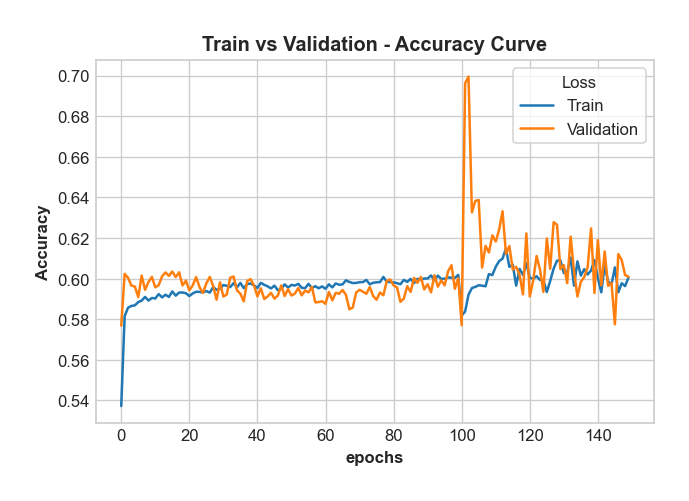 Train vs Validation - Accuracy Curve
Loss
Train
Validation
Accuracy
0.70
0.68
0.66
0.64
0.62
0.60
0.58
0.56
0.54
0 20 40 60 80 100 120 140
epochs